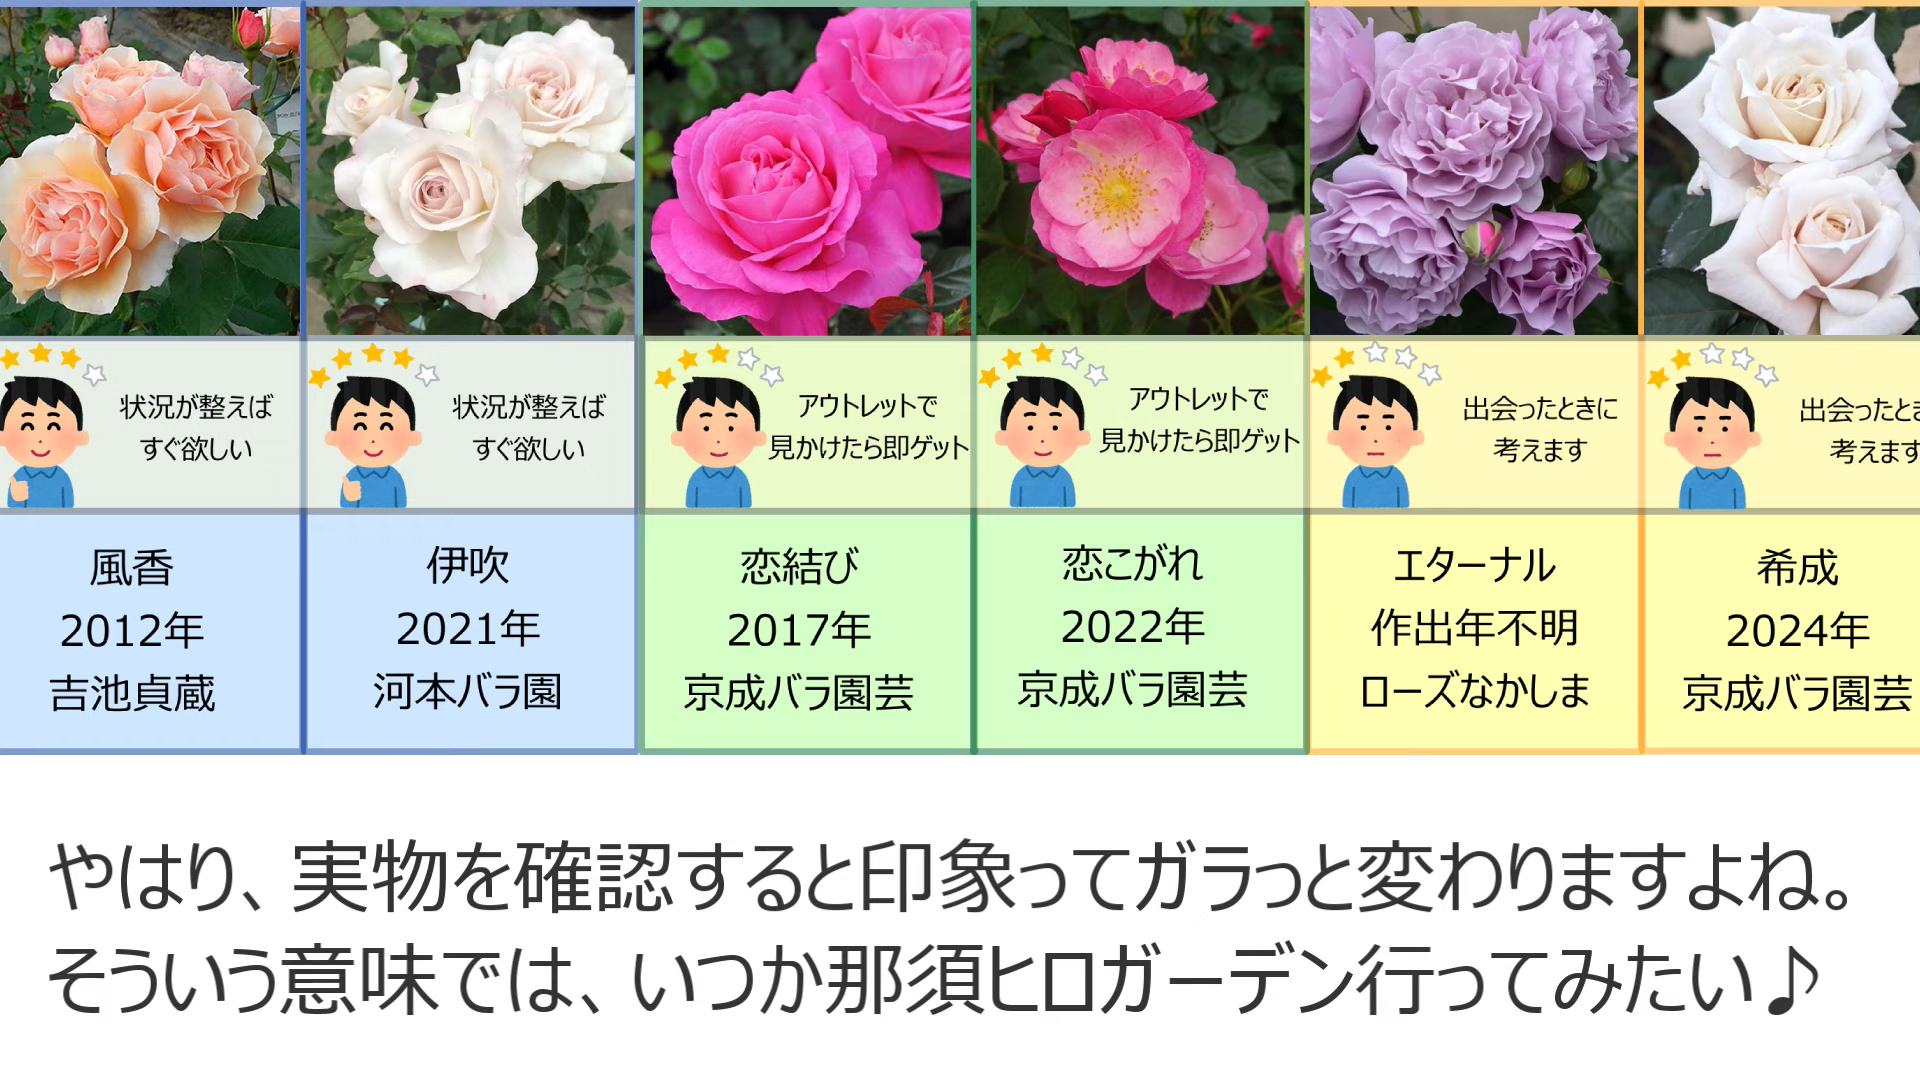 状況が整えば
すぐ欲しい
状況が整えば
すぐ欲しい
アウトレットで
見かけたら即ゲット
アウトレットで
見かけたら即ゲット
出会ったときに
考えます
出会ったとき
考えます
風香
2012年
吉池貞蔵
伊吹
2021年
河本バラ園
恋結び
2017年
京成バラ園芸
恋こがれ
2022年
京成バラ園芸
エターナル
作出年不明
ローズなかしま
希成
2024年
京成バラ園芸
やはり、実物を確認すると印象ってガラっと変わりますよね。
そういう意味では、いつか那須ヒロガーデン行ってみたい♪